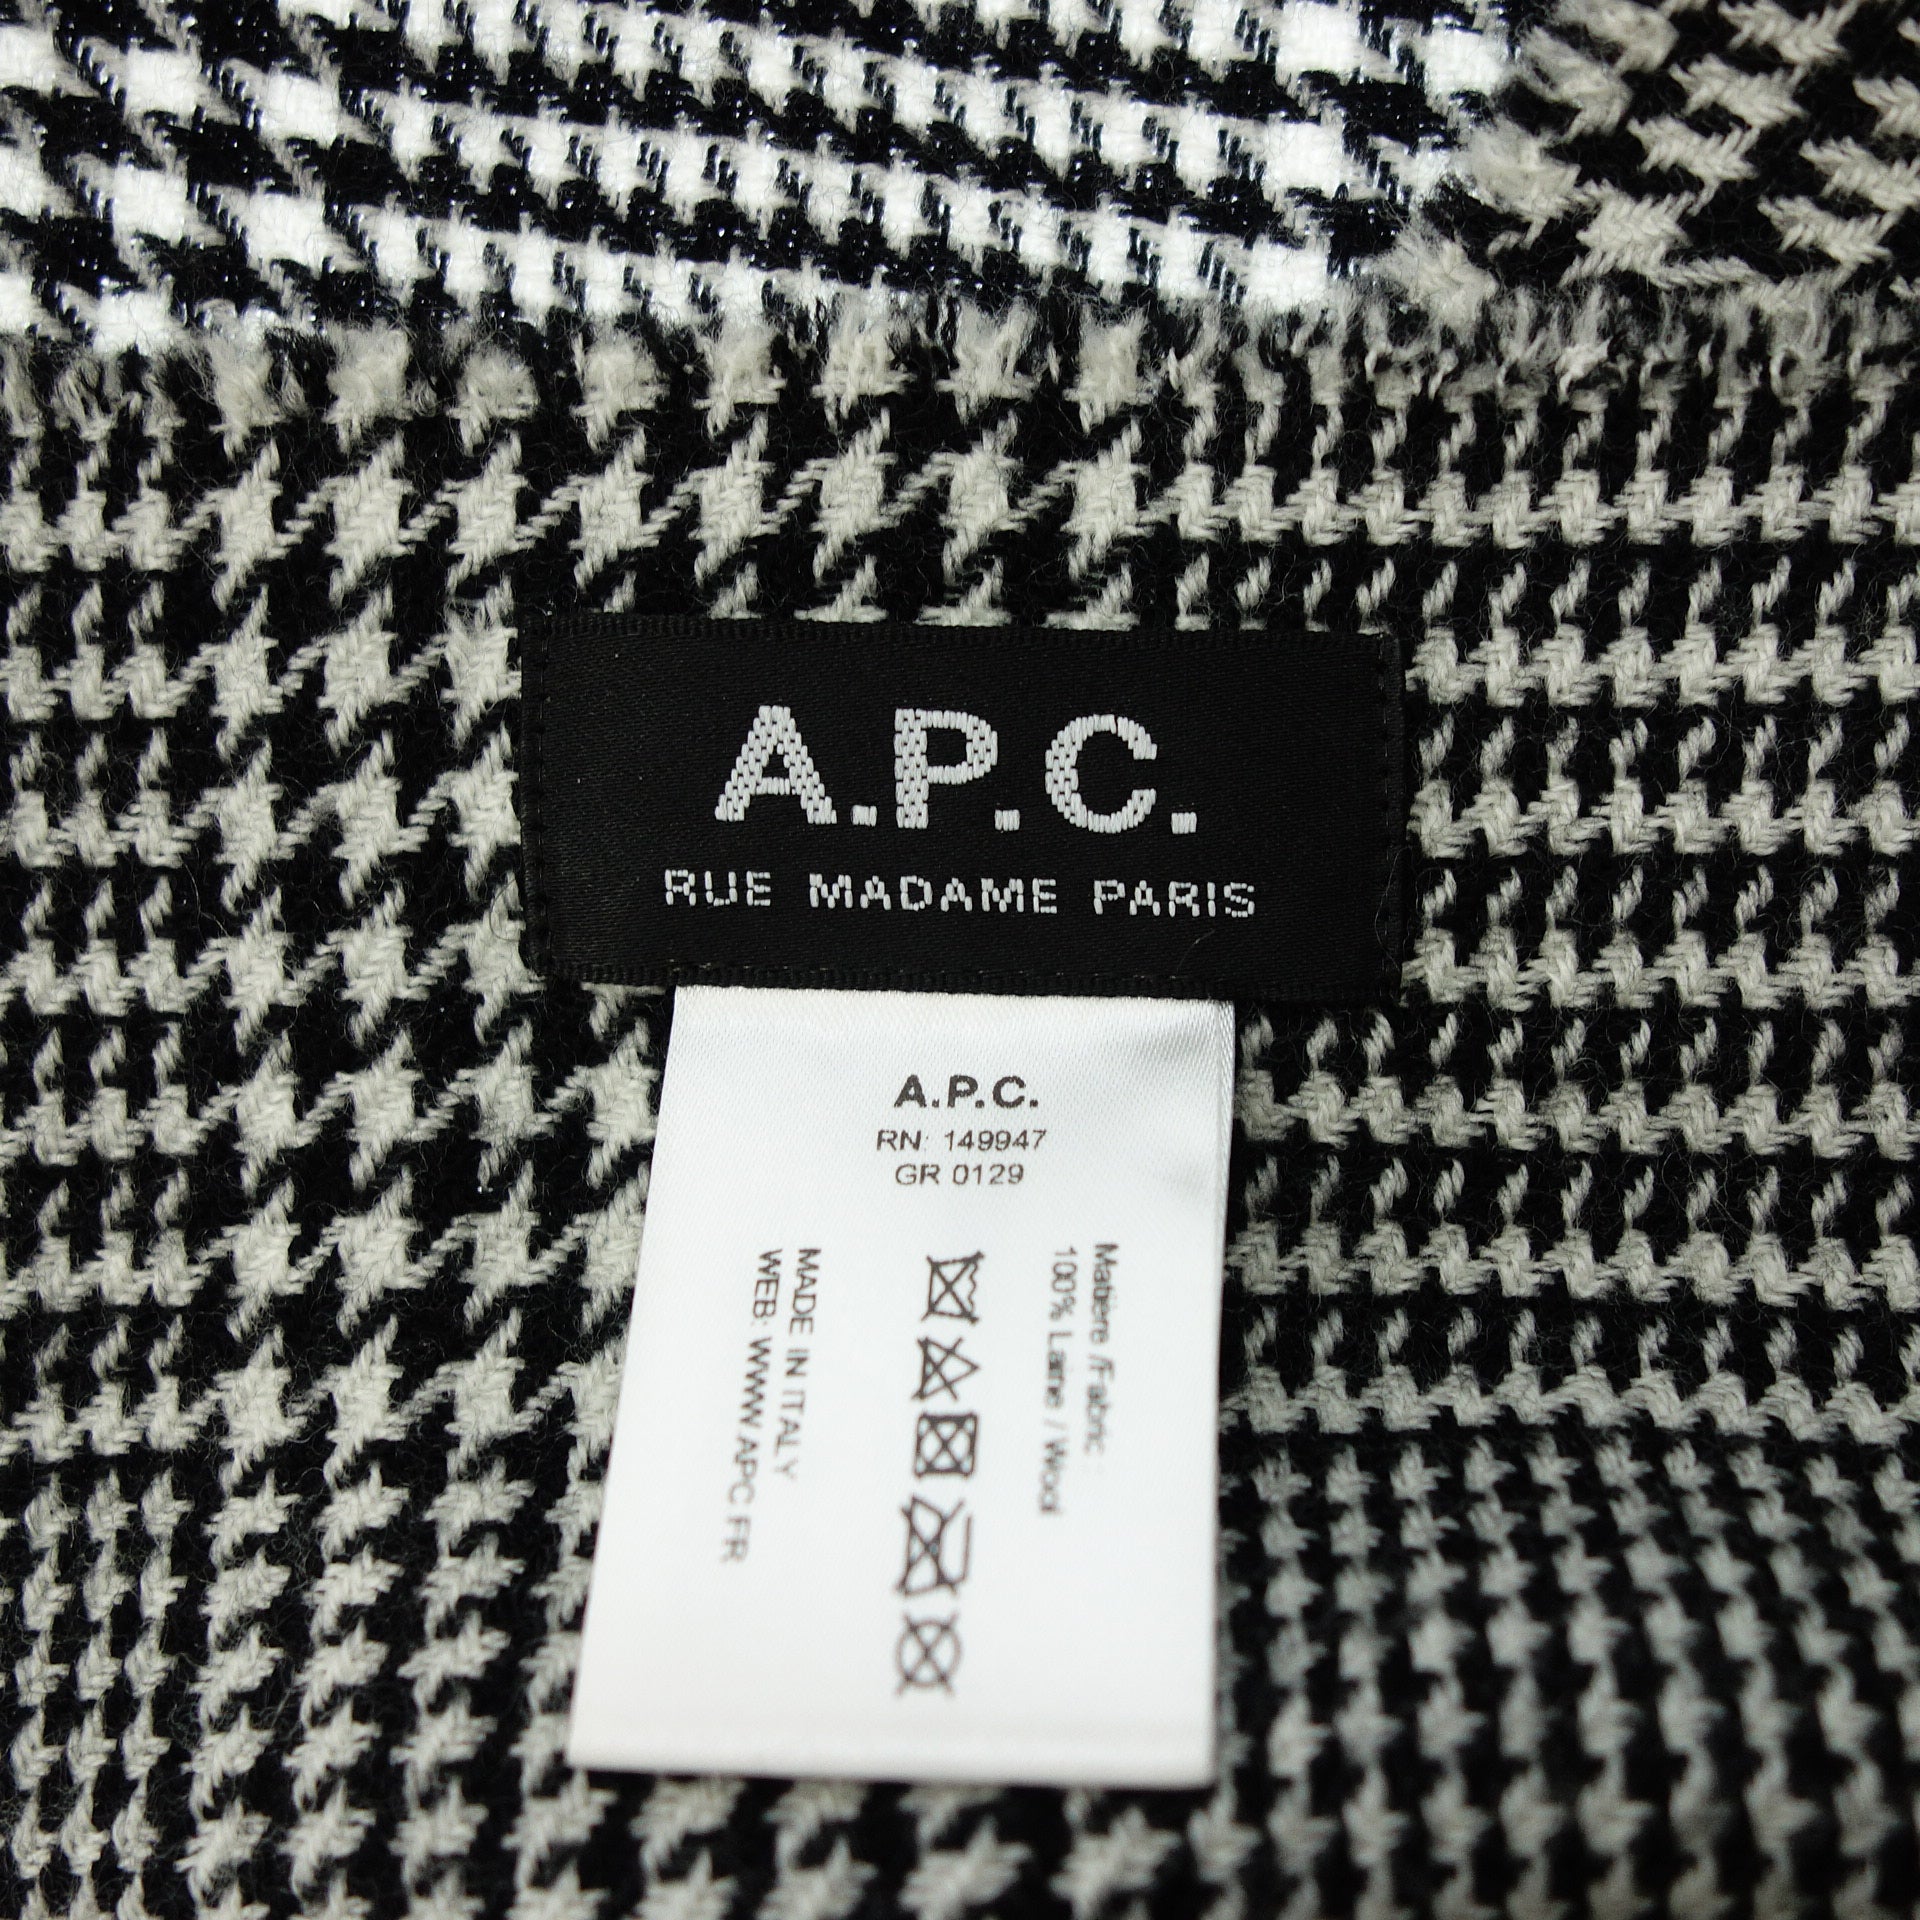 A.P.C.
RUE MADAME PARIS
A.P.C.
RN: 149947
GR 0129
Matière /Fabric :
100% Laine / Wool
MADE IN ITALY
WEB: WWW.APC.FR